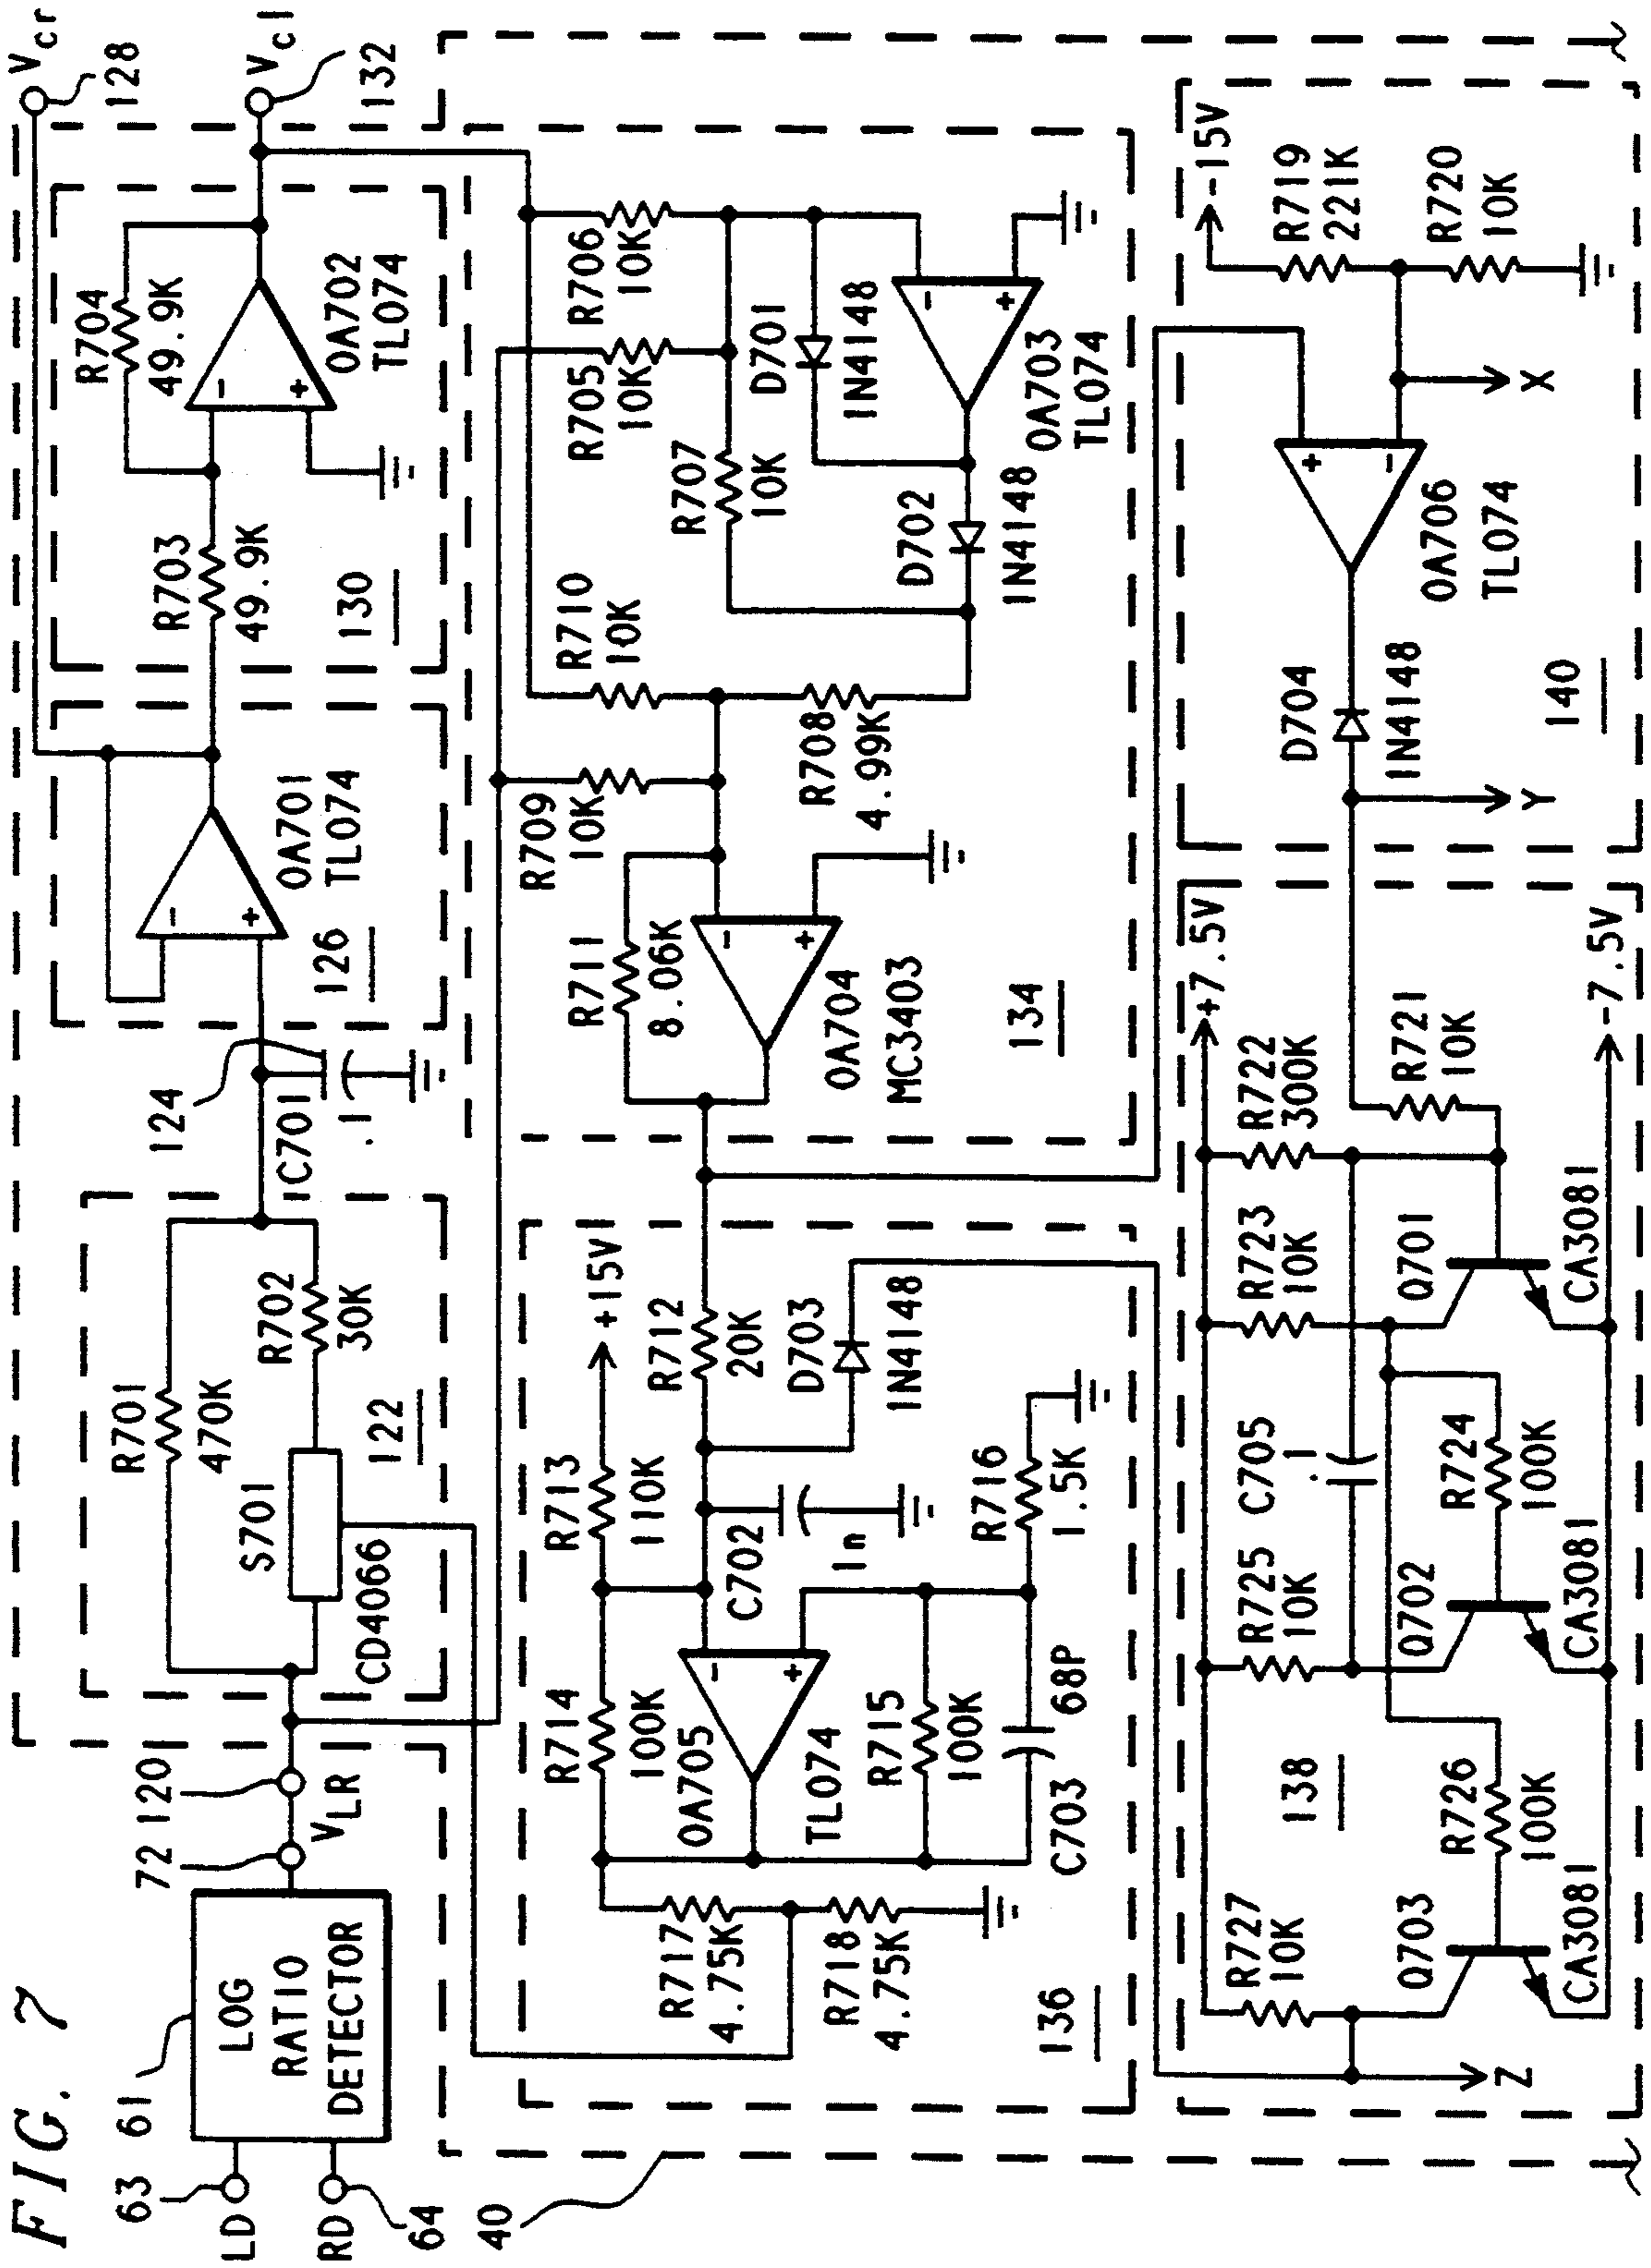 FIG. 7
63
61
LD
RD
64
LOG
RATIO
DETECTOR
72
120
VLR
40
R701
470K
S701
CD4066
R702
30K
122
124
C701
.1
126
OA701
TL074
R703
49.9K
130
R704
49.9K
OA702
TL074
Vcr
128
Vcl
132
R709
10K
R710
10K
R705
10K
R706
10K
R707
10K
D701
1N4148
D702
1N4148
OA703
TL074
R708
4.99K
R711
8.06K
OA704
MC3403
134
+15V
R713
110K
R712
20K
D703
1N4148
R714
100K
C702
1n
R716
1.5K
OA705
TL074
R715
100K
68P
C703
R717
4.75K
R718
4.75K
136
+7.5V
R727
10K
R725
10K
C705
.1
R723
10K
R722
300K
R721
10K
Q703
CA3081
R726
100K
138
Q702
CA3081
R724
100K
Q701
CA3081
-7.5V
Z
D704
1N4148
Y
OA706
TL074
140
X
-15V
R719
221K
R720
10K